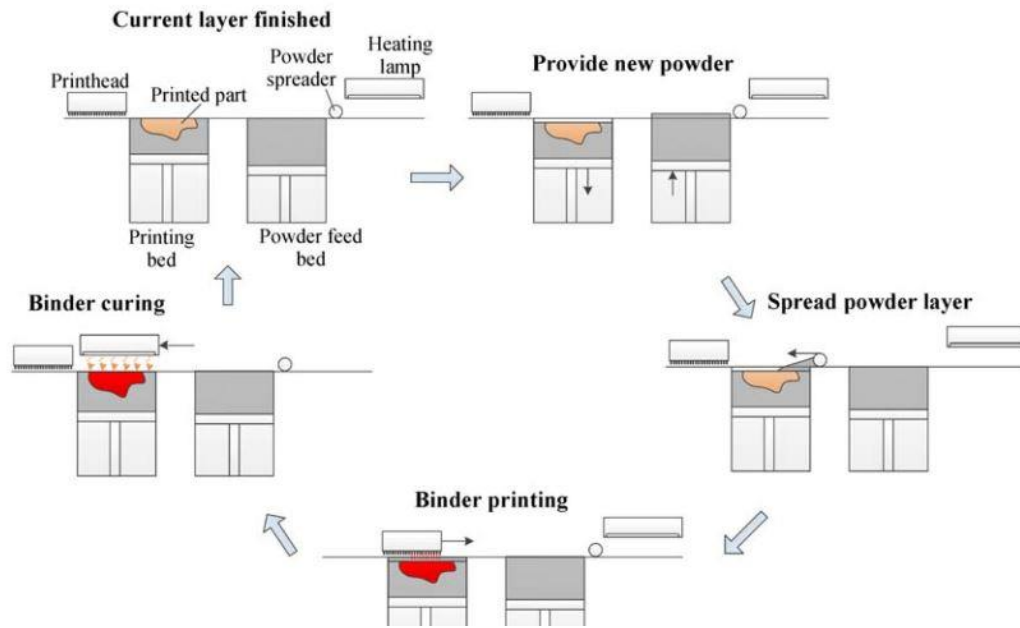 Current layer finished
Printhead
Printed part
Powder
spreader
Heating
lamp
Printing
bed
Powder feed
bed
Provide new powder
Spread powder layer
Binder printing
Binder curing